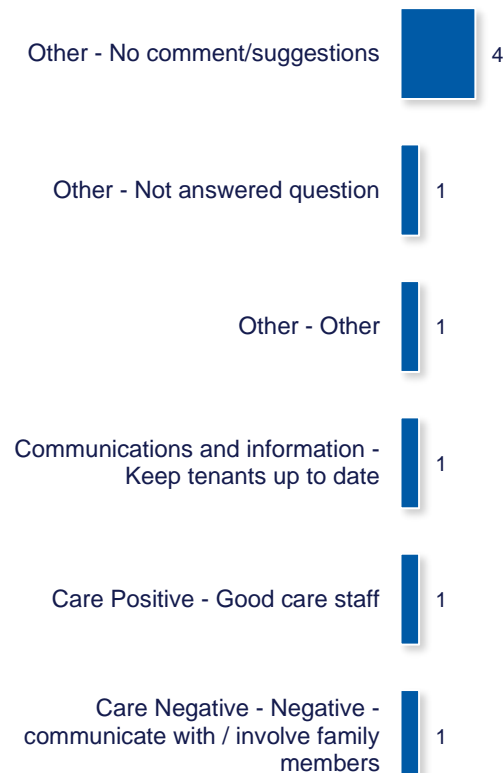 Other - No comment/suggestions 4
Other - Not answered question 1
Other - Other 1
Communications and information -
Keep tenants up to date 1
Care Positive - Good care staff 1
Care Negative - Negative -
communicate with / involve family 1
members